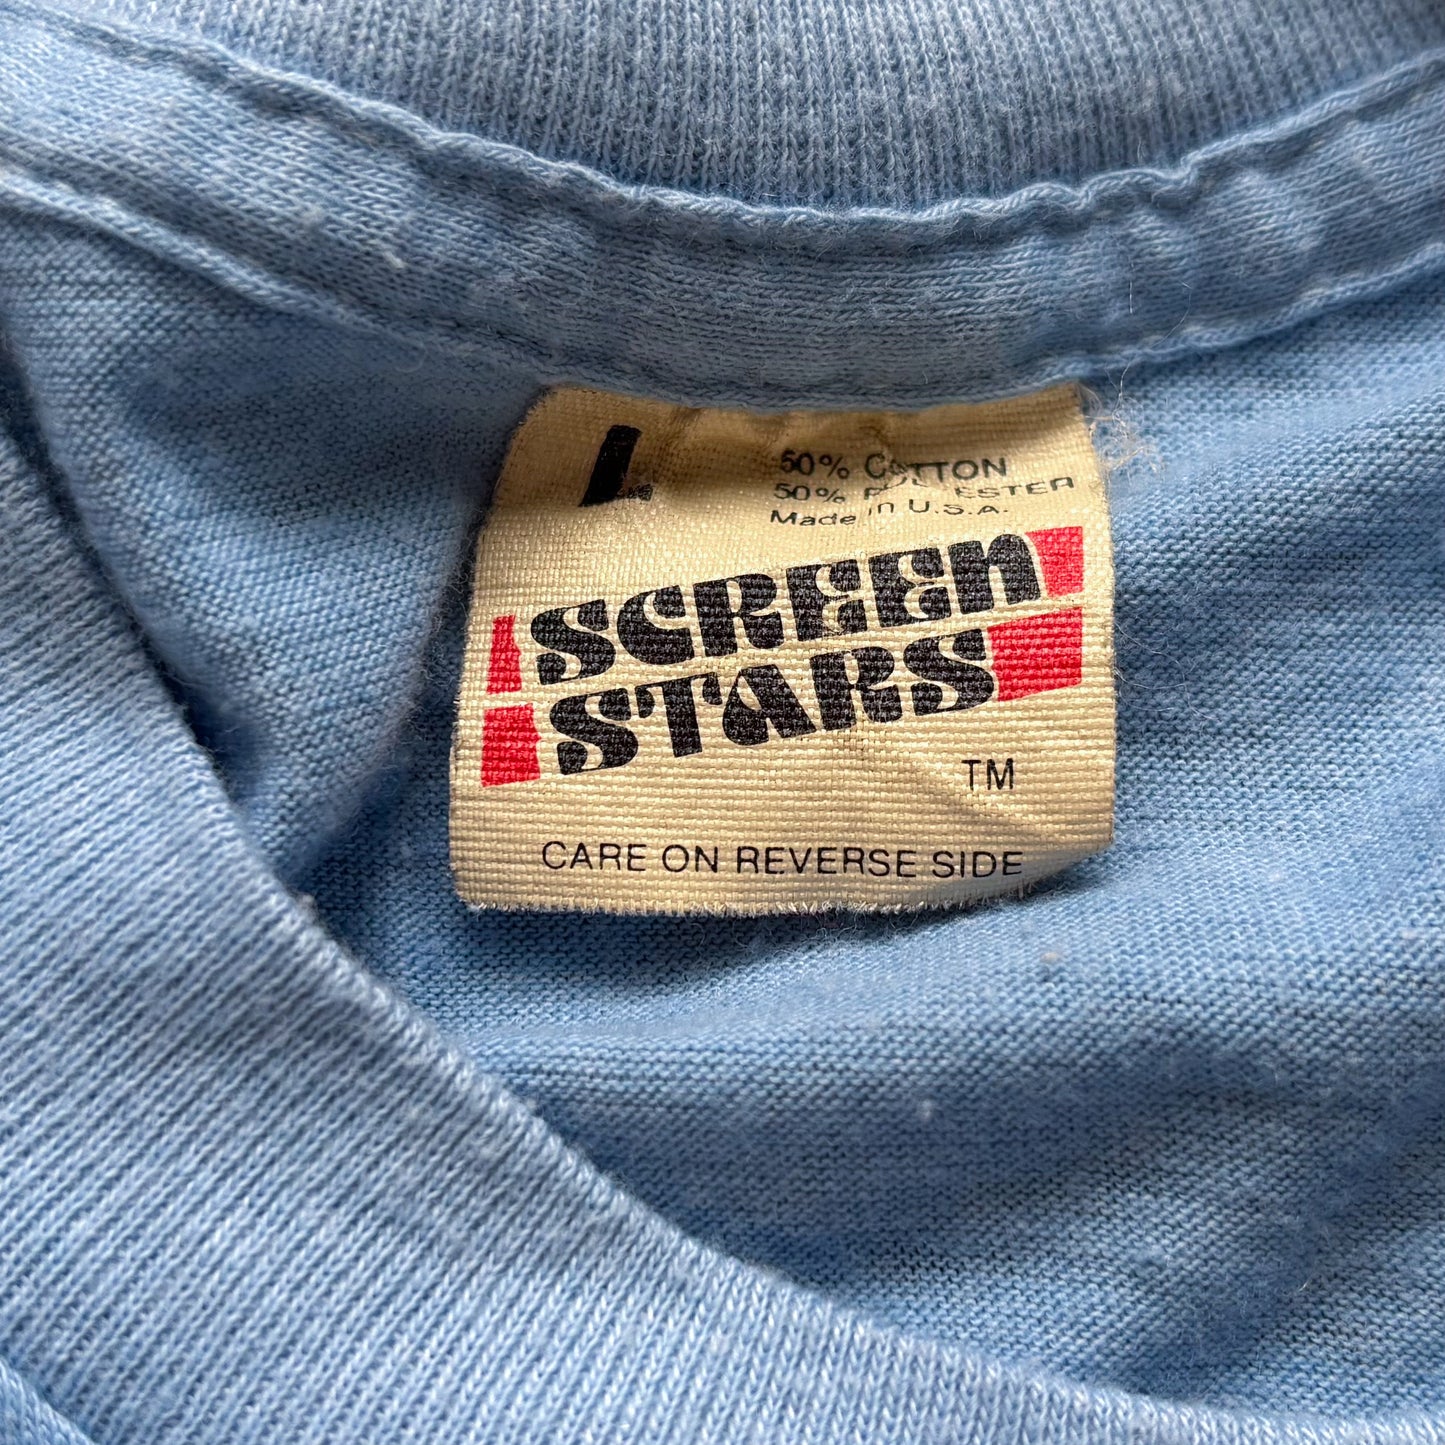 L
50% COTTON
50% POLYESTER
Made in U.S.A.
SCREEN
STARS
TM
CARE ON REVERSE SIDE